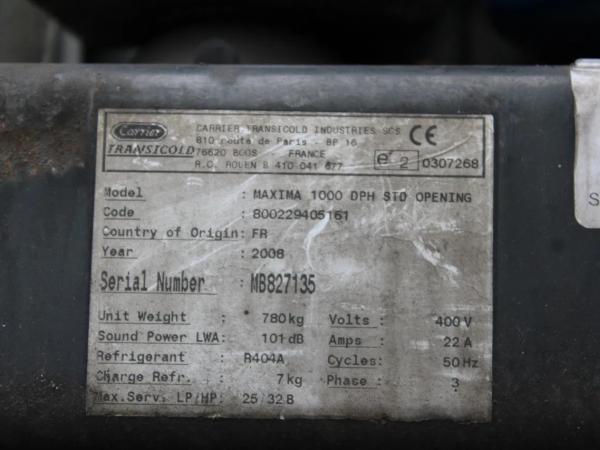 Carrier
TRANSICOLD
CARRIER TRANSICOLD INDUSTRIES SCS
810 route de Paris - BP 16
76520 BOOS FRANCE
R.C. ROUEN B 410 041 677
CE
e 2 0307268
Model : MAXIMA 1000 DPH STD OPENING
Code : 800229405161
Country of Origin: FR
Year : 2008
Serial Number : MB827135
Unit Weight : 780kg Volts : 400V
Sound Power LWA: 101dB Amps : 22A
Refrigerant : R404A Cycles: 50Hz
Charge Refr. : 7kg Phase : 3
Max.Serv. LP/HP: 25/32B
S